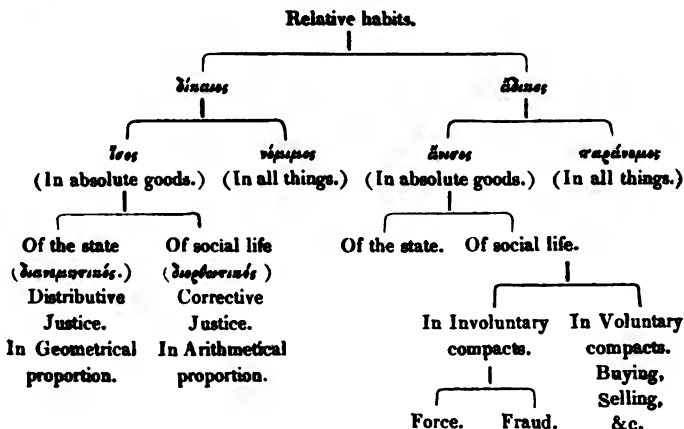 Relative habits.
δίκαιος ἄδικος
ἴσος νόμιμος ἄνισος παράνομος
(In absolute goods.) (In all things.) (In absolute goods.) (In all things.)
Of the state Of social life Of the state. Of social life.
(διανεμητικός.) (διορθωτικός )
Distributive Corrective
Justice. Justice.
In Geometrical In Arithmetical In Involuntary In Voluntary
proportion. proportion. compacts. compacts.
Buying,
Selling,
Force. Fraud. &c.